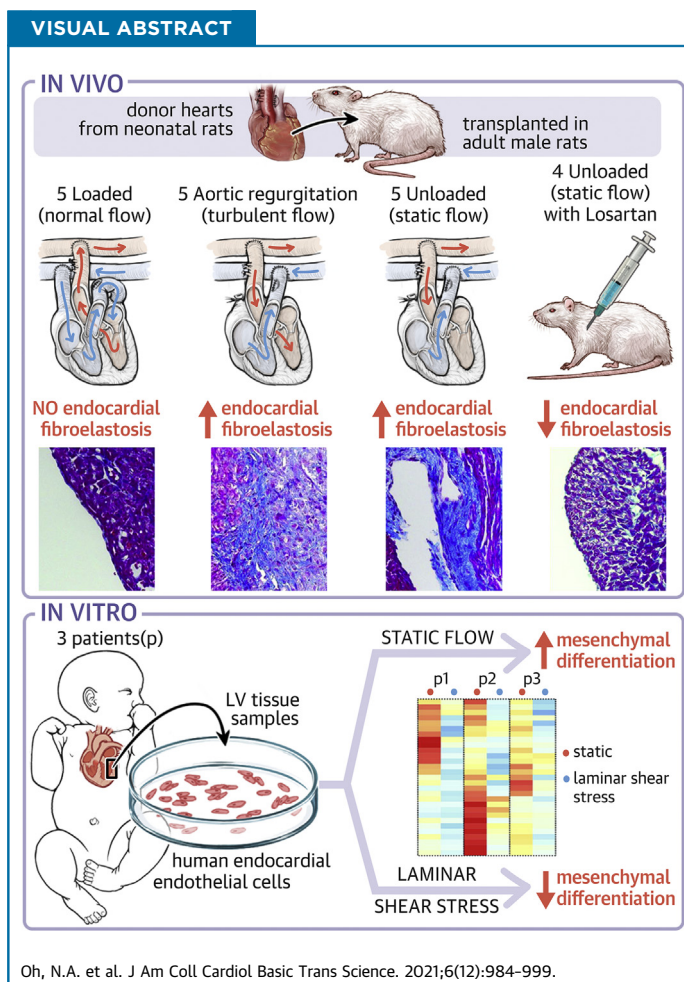 VISUAL ABSTRACT
IN VIVO
donor hearts
from neonatal rats
transplanted in
adult male rats
5 Loaded
(normal flow)
5 Aortic regurgitation
(turbulent flow)
5 Unloaded
(static flow)
4 Unloaded
(static flow)
with Losartan
NO endocardial
fibroelastosis
endocardial
fibroelastosis
endocardial
fibroelastosis
endocardial
fibroelastosis
IN VITRO
3 patients(p)
LV tissue
samples
human endocardial
endothelial cells
STATIC FLOW
mesenchymal
differentiation
p1 p2 p3
static
laminar shear
stress
LAMINAR
SHEAR STRESS
mesenchymal
differentiation
Oh, N.A. et al. J Am Coll Cardiol Basic Trans Science. 2021;6(12):984–999.